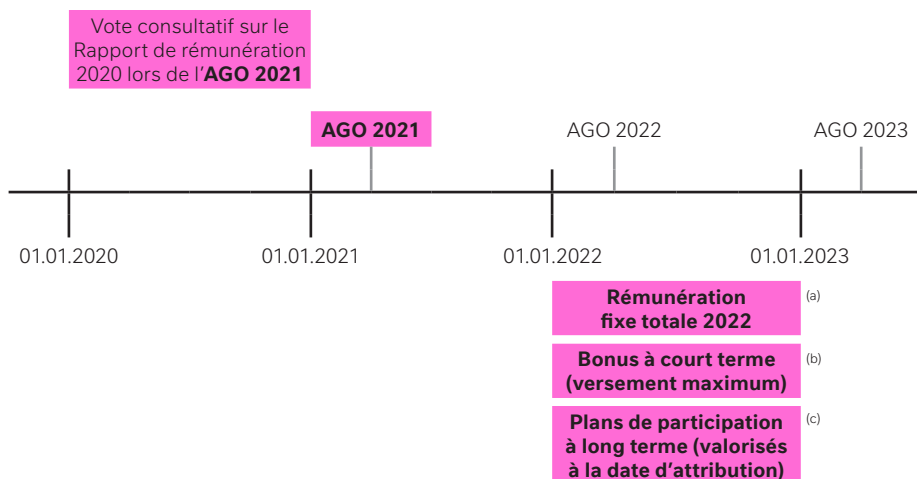 Vote consultatif sur le
Rapport de rémunération
2020 lors de l'AGO 2021
AGO 2021
AGO 2022
AGO 2023
01.01.2020
01.01.2021
01.01.2022
01.01.2023
Rémunération
fixe totale 2022
(a)
Bonus à court terme
(versement maximum)
(b)
Plans de participation
à long terme (valorisés
à la date d'attribution)
(c)